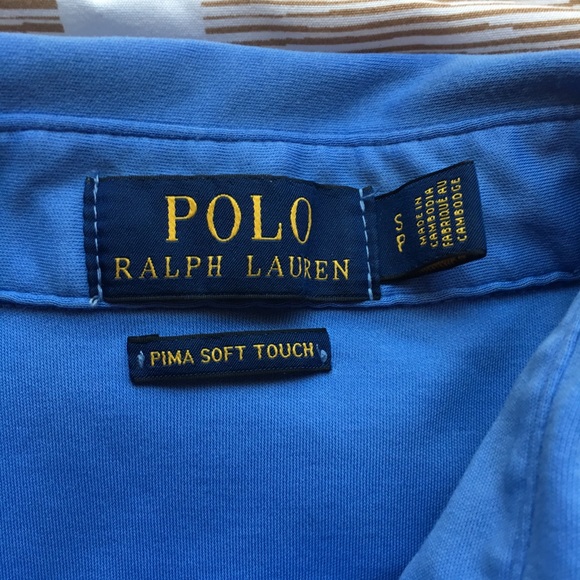 POLO
RALPH LAUREN
S
P
MADE IN
CAMBODIA
FABRIQUÉ AU
CAMBODGE
PIMA SOFT TOUCH